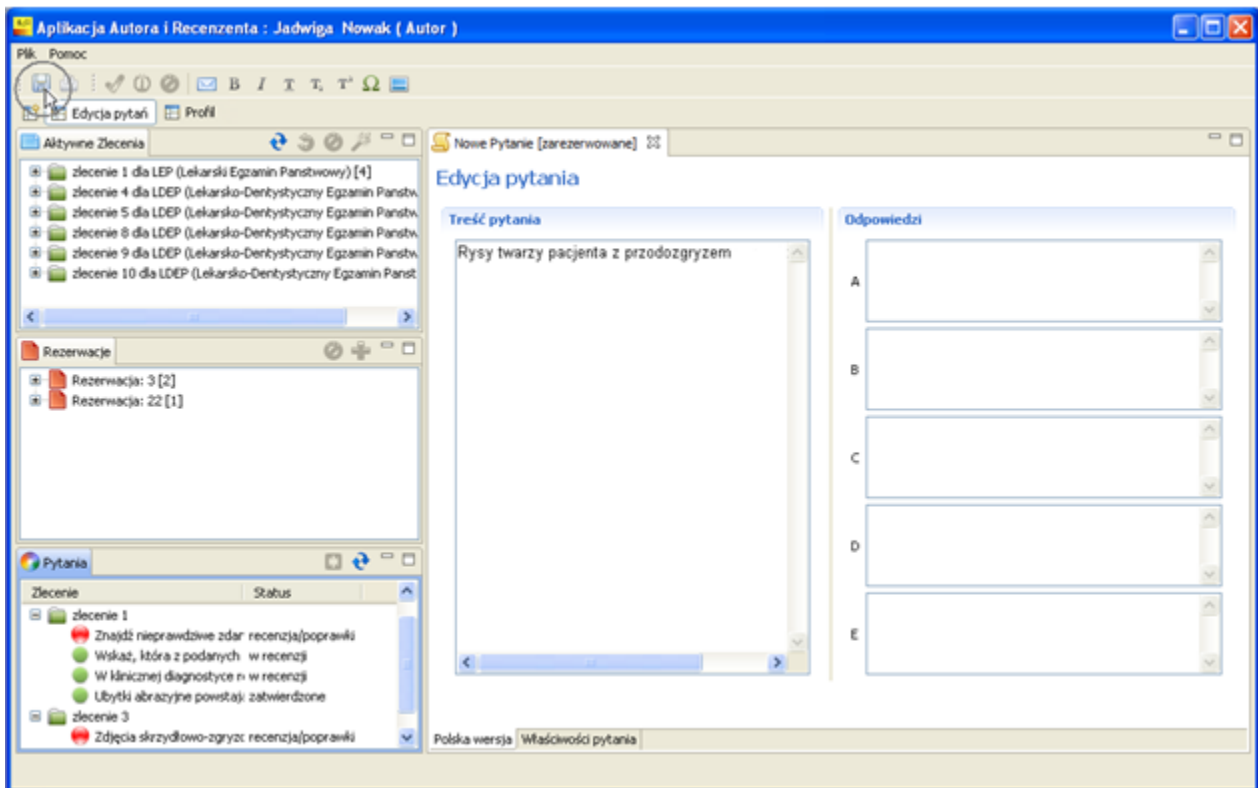 Aplikacja Autora i Recenzenta : Jadwiga Nowak ( Autor )
Plik Pomoc
B I T T, T² Ω
Edycja pytań Profil
Aktywne Zlecenia
zlecenie 1 dla LEP (Lekarski Egzamin Panstwowy) [4]
zlecenie 4 dla LDEP (Lekarsko-Dentystyczny Egzamin Panstw
zlecenie 5 dla LDEP (Lekarsko-Dentystyczny Egzamin Panstw
zlecenie 8 dla LDEP (Lekarsko-Dentystyczny Egzamin Panstw
zlecenie 9 dla LDEP (Lekarsko-Dentystyczny Egzamin Panstw
zlecenie 10 dla LDEP (Lekarsko-Dentystyczny Egzamin Panst
Rezerwacje
Rezerwacja: 3 [2]
Rezerwacja: 22 [1]
Pytania
Zlecenie Status
zlecenie 1
Znajdź nieprawdziwe zdar recenzja/poprawki
Wskaż, która z podanych w recenzji
W klinicznej diagnostyce w recenzji
Ubytki abrazyjne powstaj zatwierdzone
zlecenie 3
Zdjęcia skrzydłowo-zgryzo recenzja/poprawki
Nowe Pytanie [zarezerwowane]
Edycja pytania
Treść pytania
Rysy twarzy pacjenta z przodozgryzem
Odpowiedzi
A
B
C
D
E
Polska wersja Właściwości pytania